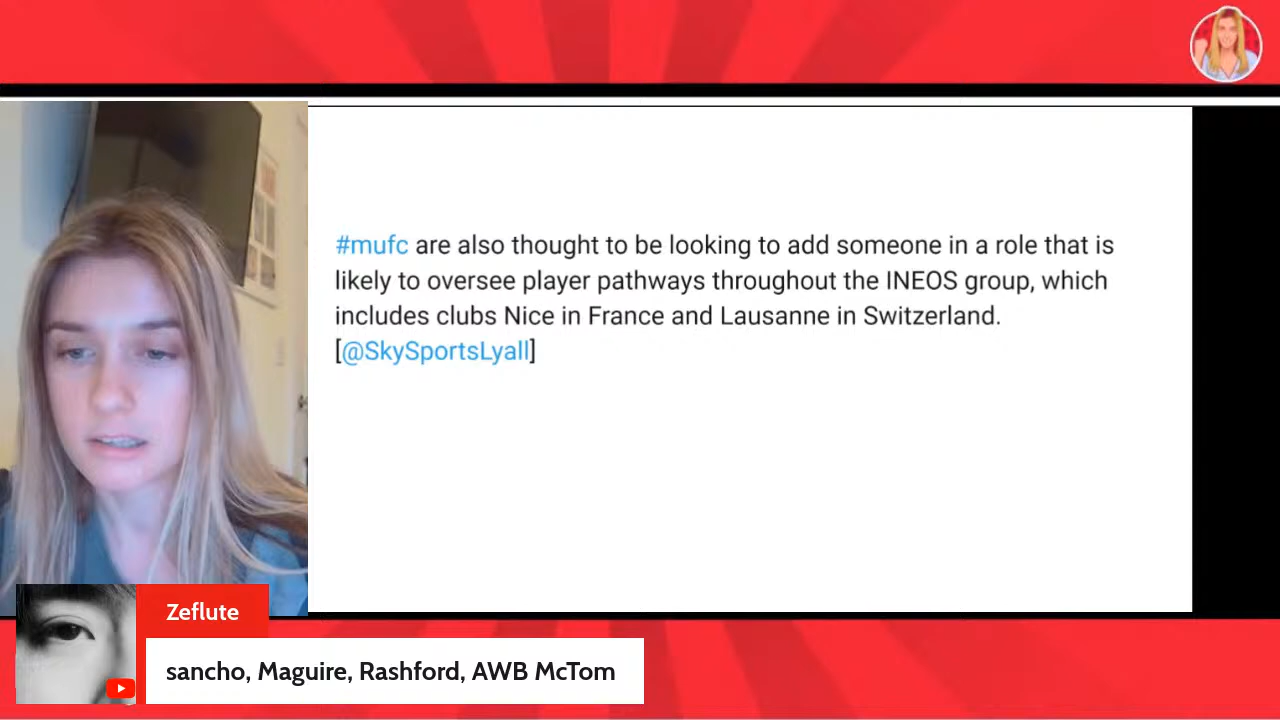 #mufc are also thought to be looking to add someone in a role that is
likely to oversee player pathways throughout the INEOS group, which
includes clubs Nice in France and Lausanne in Switzerland.
[@SkySportsLyall]
Zeflute
sancho, Maguire, Rashford, AWB McTom